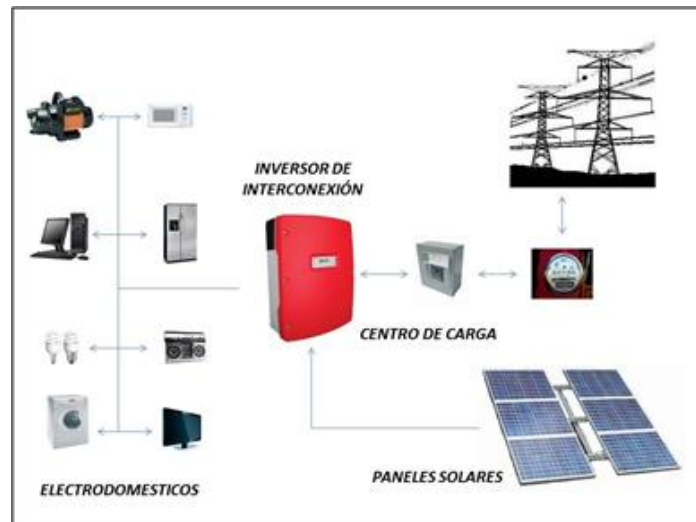 INVERSOR DE
INTERCONEXIÓN
CENTRO DE CARGA
PANELES SOLARES
ELECTRODOMESTICOS